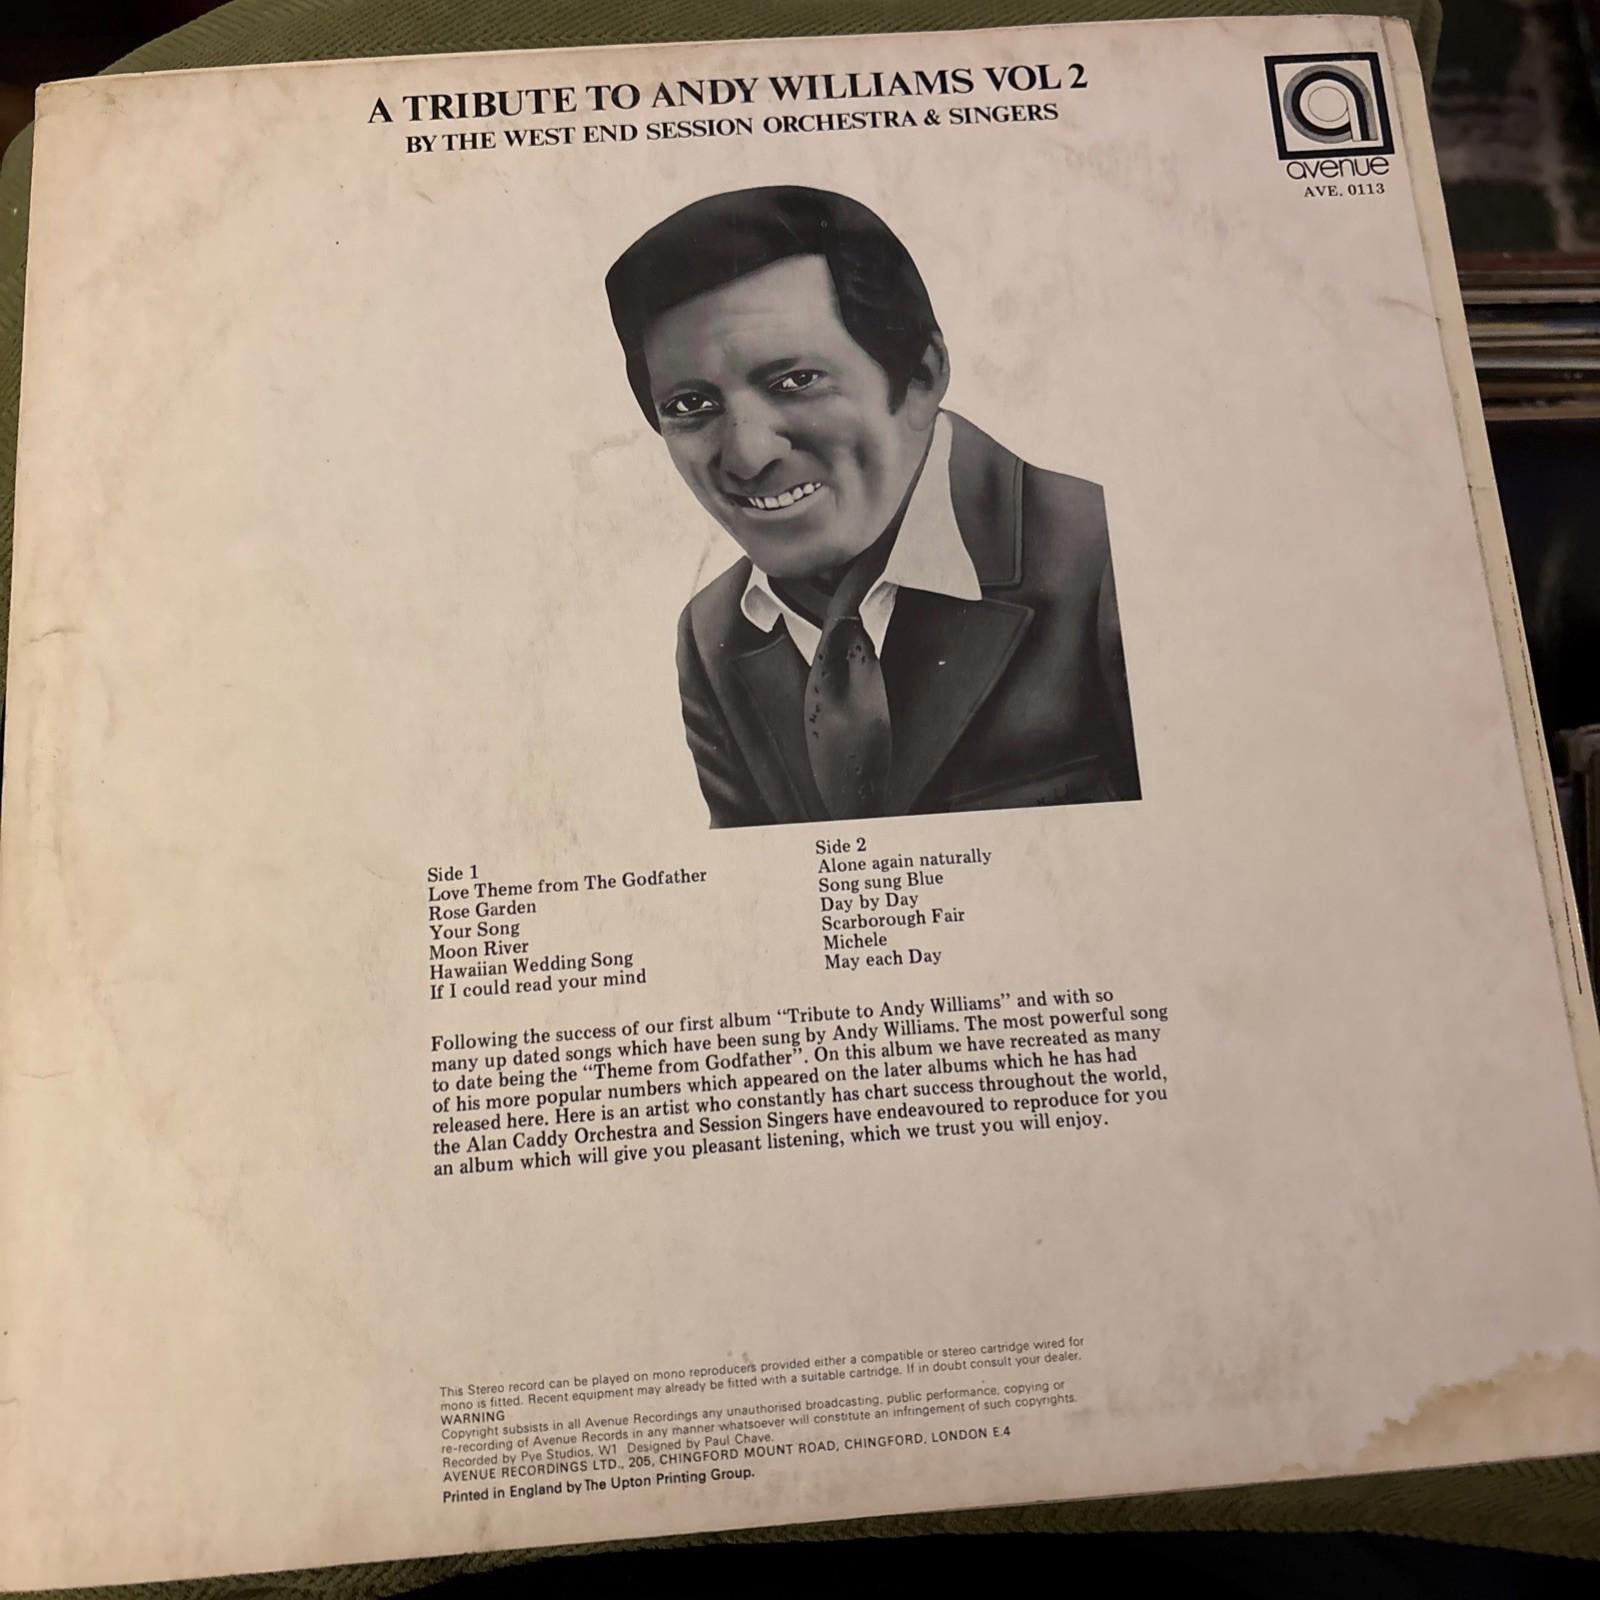 A TRIBUTE TO ANDY WILLIAMS VOL 2
BY THE WEST END SESSION ORCHESTRA & SINGERS
a
avenue
AVE. 0113
Side 1
Love Theme from The Godfather
Rose Garden
Your Song
Moon River
Hawaiian Wedding Song
If I could read your mind
Side 2
Alone again naturally
Song sung Blue
Day by Day
Scarborough Fair
Michele
May each Day
Following the success of our first album “Tribute to Andy Williams” and with so
many up dated songs which have been sung by Andy Williams. The most powerful song
to date being the “Theme from Godfather”. On this album we have recreated as many
of his more popular numbers which appeared on the later albums which he has had
released here. Here is an artist who constantly has chart success throughout the world,
the Alan Caddy Orchestra and Session Singers have endeavoured to reproduce for you
an album which will give you pleasant listening, which we trust you will enjoy.
This Stereo record can be played on mono reproducers provided either a compatible or stereo cartridge wired for
mono is fitted. Recent equipment may already be fitted with a suitable cartridge. If in doubt consult your dealer.
WARNING
Copyright subsists in all Avenue Recordings any unauthorised broadcasting, public performance, copying or
re-recording of Avenue Records in any manner whatsoever will constitute an infringement of such copyrights.
Recorded by Pye Studios, W1 Designed by Paul Chave.
AVENUE RECORDINGS LTD., 205, CHINGFORD MOUNT ROAD, CHINGFORD, LONDON E.4
Printed in England by The Upton Printing Group.